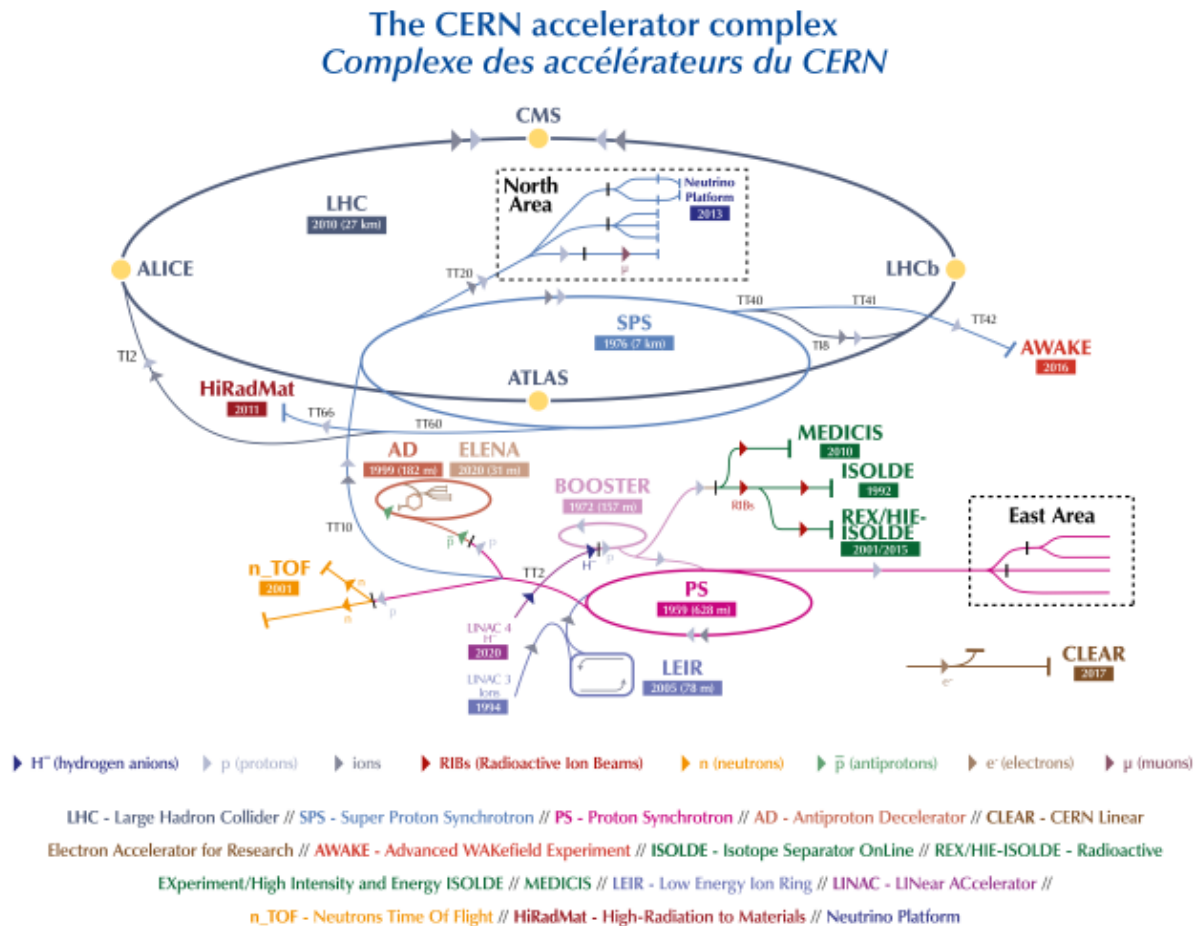 The CERN accelerator complex
Complexe des accélérateurs du CERN
CMS
North
Area
Neutrino
Platform
2013
LHC
2010 (27 km)
μ
ALICE
LHCb
TT20
TT40
TT41
TT42
SPS
1976 (7 km)
TI8
TI2
AWAKE
2016
ATLAS
HiRadMat
2011
TT66
TT60
MEDICIS
2010
AD
1999 (182 m)
ELENA
2020 (31 m)
BOOSTER
1972 (157 m)
ISOLDE
1992
RIBs
REX/HIE-
ISOLDE
2001/2015
East Area
TT10
p̄
p
H⁻
p
TT2
n_TOF
2001
n
n
p
PS
1959 (628 m)
LINAC 4
H⁻
2020
LINAC 3
Ions
1994
LEIR
2005 (78 m)
CLEAR
2017
e⁻
H⁻ (hydrogen anions)
p (protons)
ions
RIBs (Radioactive Ion Beams)
n (neutrons)
p̄ (antiprotons)
e⁻ (electrons)
μ (muons)
LHC - Large Hadron Collider // SPS - Super Proton Synchrotron // PS - Proton Synchrotron // AD - Antiproton Decelerator // CLEAR - CERN Linear
Electron Accelerator for Research // AWAKE - Advanced WAKefield Experiment // ISOLDE - Isotope Separator OnLine // REX/HIE-ISOLDE - Radioactive
EXperiment/High Intensity and Energy ISOLDE // MEDICIS // LEIR - Low Energy Ion Ring // LINAC - LINear ACcelerator //
n_TOF - Neutrons Time Of Flight // HiRadMat - High-Radiation to Materials // Neutrino Platform